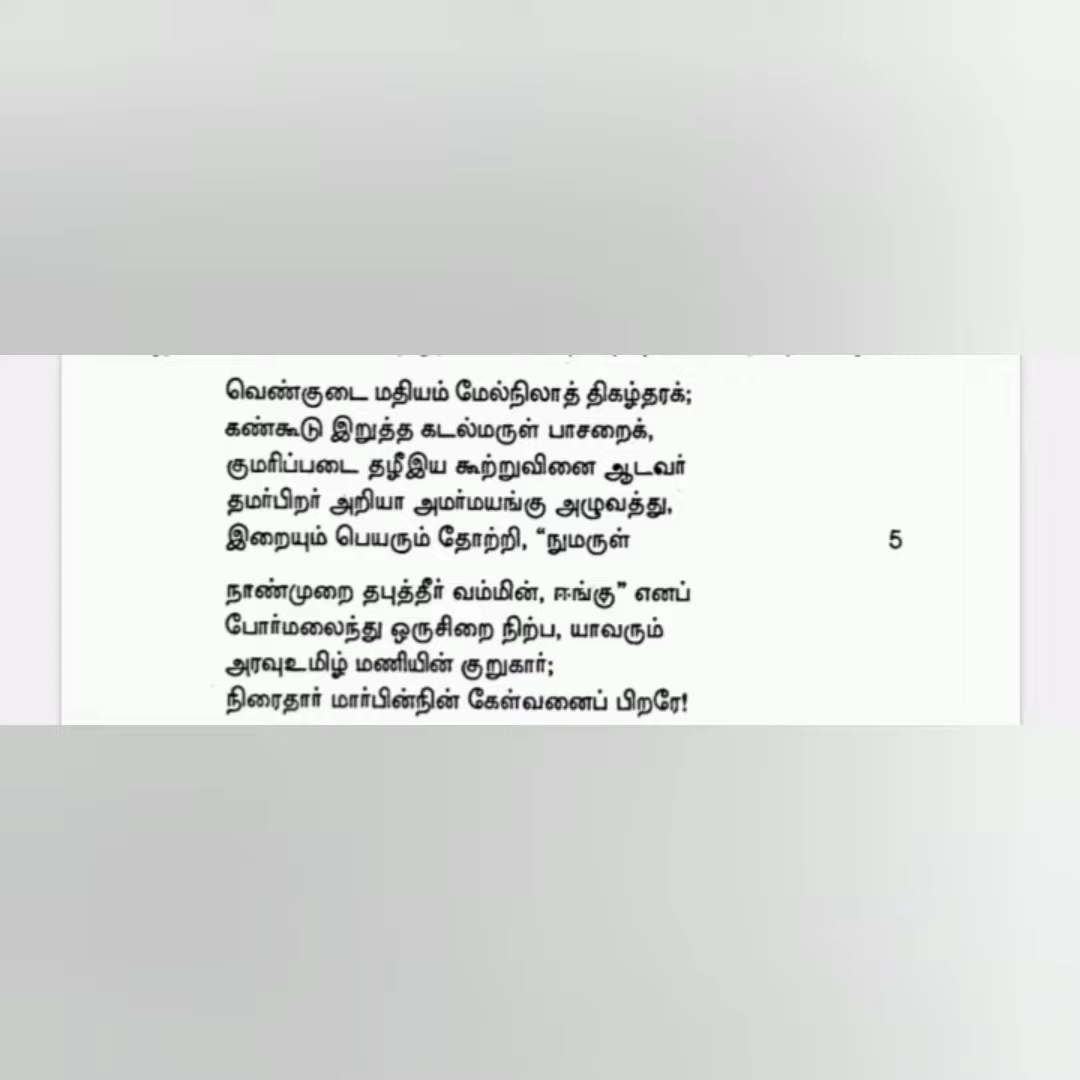 வெண்குடை மதியம் மேல்நிலாத் திகழ்தரக்;
கண்கூடு இறுத்த கடல்மருள் பாசறைக்,
குமரிப்படை தழீஇய கூற்றுவினை ஆடவர்
தமர்பிறர் அறியா அமர்மயங்கு அழுவத்து,
இறையும் பெயரும் தோற்றி, “நுமருள் 5
நாண்முறை தபுத்தீர் வம்மின், ஈங்கு” எனப்
போர்மலைந்து ஒருசிறை நிற்ப, யாவரும்
அரவுஉமிழ் மணியின் குறுகார்;
நிரைதார் மார்பின்நின் கேள்வனைப் பிறரே!